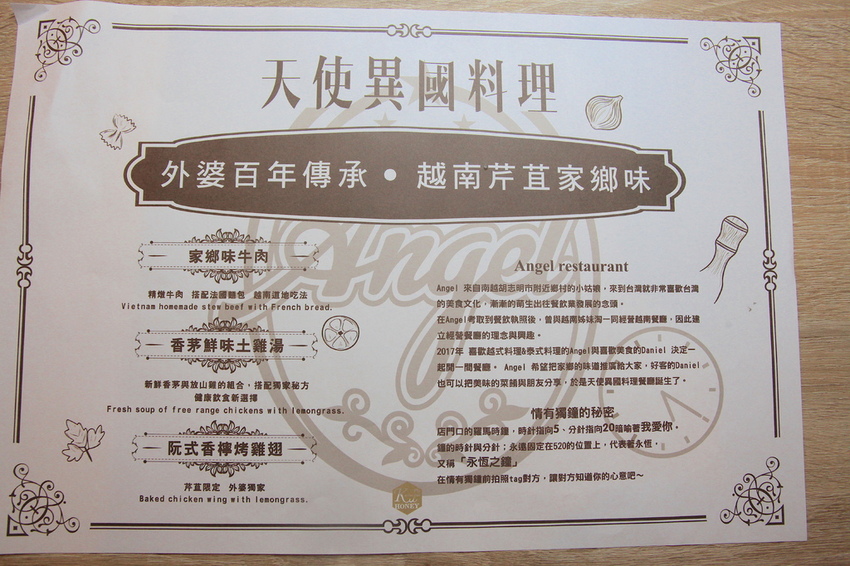 天使異國料理
外婆百年傳承 • 越南芹苴家鄉味
Angel
家鄉味牛肉
精燉牛肉 搭配法國麵包 越南道地吃法
Vietnam homemade stew beef with French bread.
香茅鮮味土雞湯
新鮮香茅與放山雞的組合，搭配獨家秘方
健康飲食新選擇
Fresh soup of free range chickens with lemongrass.
阮式香檸烤雞翅
芹苴限定 外婆獨家
Baked chicken wing with lemongrass.
Angel restaurant
Angel 來自南越胡志明市附近鄉村的小姑娘，來到台灣就非常喜歡台灣
的美食文化，漸漸的萌生出往餐飲業發展的念頭。
在Angel考取到餐飲執照後，曾與越南姊妹淘一同經營越南餐廳，因此建
立經營餐廳的理念與興趣。
2017年 喜歡越式料理&泰式料理的Angel與喜歡美食的Daniel 決定一
起開一間餐廳。 Angel 希望把家鄉的味道推廣給大家，好客的Daniel
也可以把美味的菜餚與朋友分享，於是天使異國料理餐廳誕生了。
情有獨鐘的秘密
店門口的羅馬時鐘，時針指向5、分針指向20暗喻著我愛你。
讓的時針與分針；永遠固定在520的位置上，代表著永恆。
又稱「永恆之鐘」
在情有獨鐘前拍照tag對方，讓對方知道你的心意吧～
HONEY